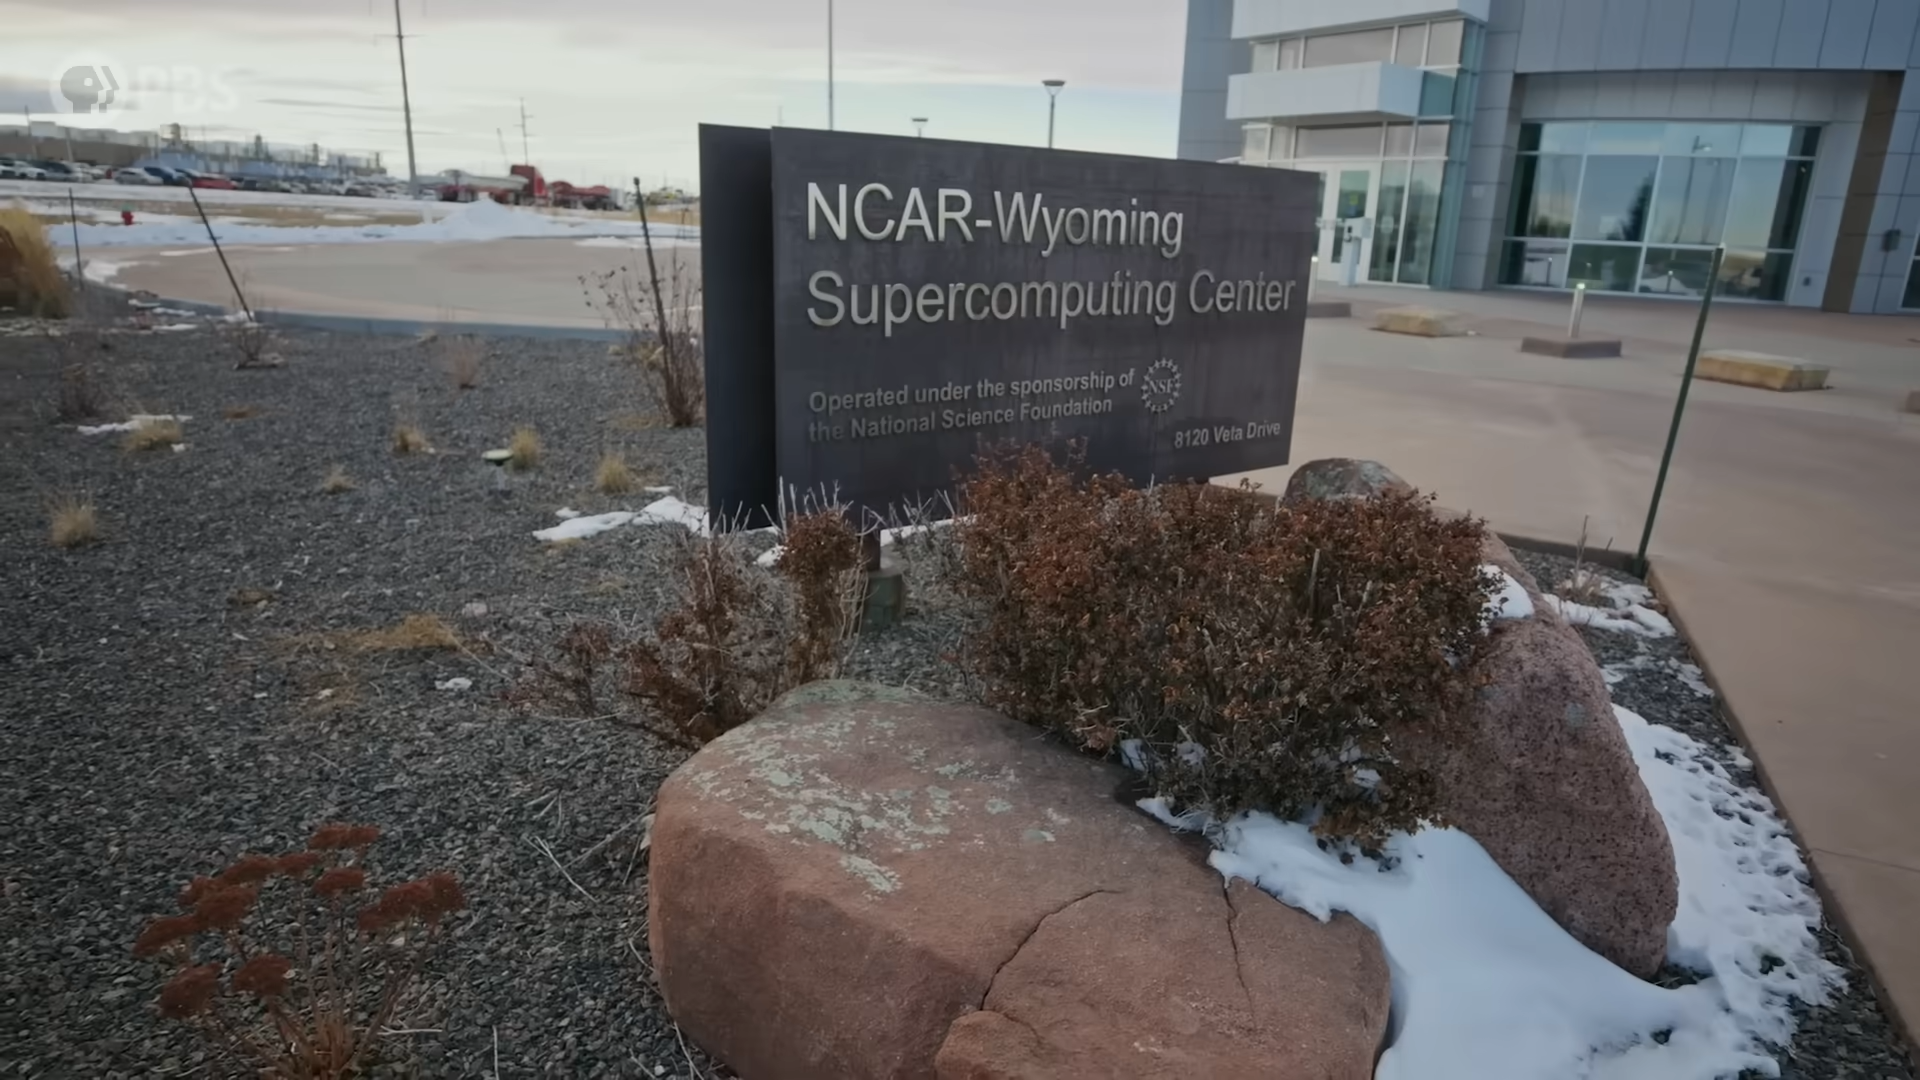 PBS
NCAR-Wyoming
Supercomputing Center
Operated under the sponsorship of
the National Science Foundation
NSF
8120 Veta Drive